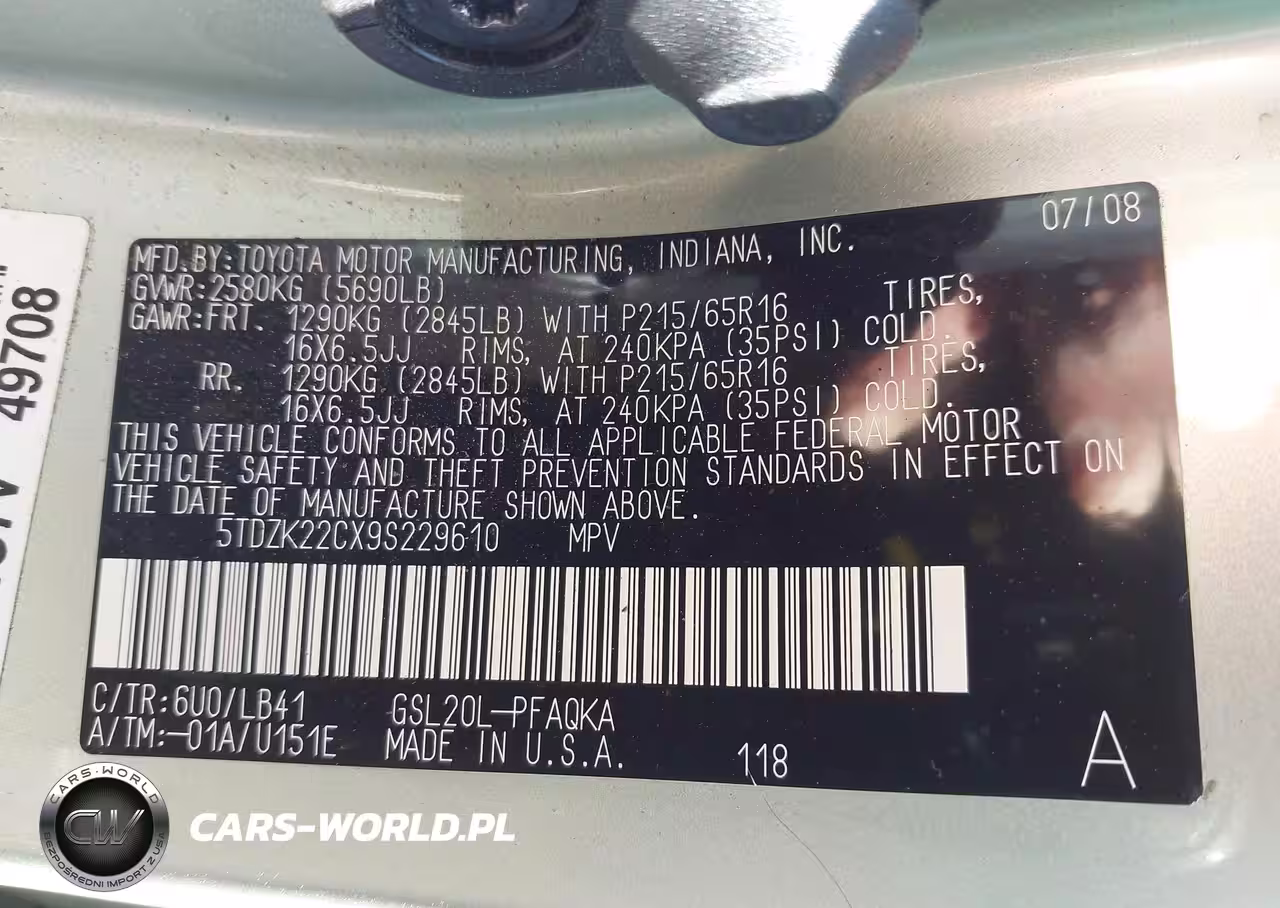 07/08
MFD.BY:TOYOTA MOTOR MANUFACTURING, INDIANA, INC.
GVWR:2580KG (5690LB)
GAWR:FRT. 1290KG (2845LB) WITH P215/65R16 TIRES,
16X6.5JJ RIMS, AT 240KPA (35PSI) COLD.
RR. 1290KG (2845LB) WITH P215/65R16 TIRES,
16X6.5JJ RIMS, AT 240KPA (35PSI) COLD.
THIS VEHICLE CONFORMS TO ALL APPLICABLE FEDERAL MOTOR
VEHICLE SAFETY AND THEFT PREVENTION STANDARDS IN EFFECT ON
THE DATE OF MANUFACTURE SHOWN ABOVE.
5TDZK22CX9S229610 MPV
C/TR:6U0/LB41 GSL20L-PFAQKA
A/TM:-01A/U151E MADE IN U.S.A. 118 A
49708
CARS-WORLD
CW
BEZPOŚREDNI IMPORT Z USA
CARS-WORLD.PL